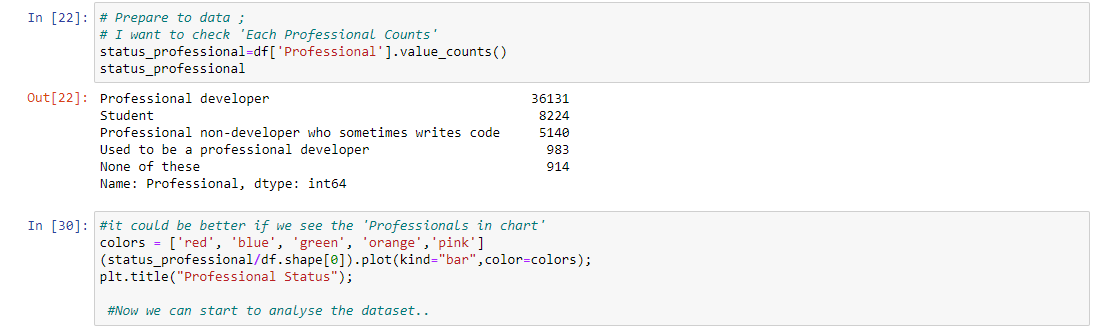 In [22]: # Prepare to data ;
# I want to check 'Each Professional Counts'
status_professional=df['Professional'].value_counts()
status_professional
Out[22]: Professional developer 36131
Student 8224
Professional non-developer who sometimes writes code 5140
Used to be a professional developer 983
None of these 914
Name: Professional, dtype: int64
In [30]: #it could be better if we see the 'Professionals in chart'
colors = ['red', 'blue', 'green', 'orange','pink']
(status_professional/df.shape[0]).plot(kind="bar",color=colors);
plt.title("Professional Status");
#Now we can start to analyse the dataset..